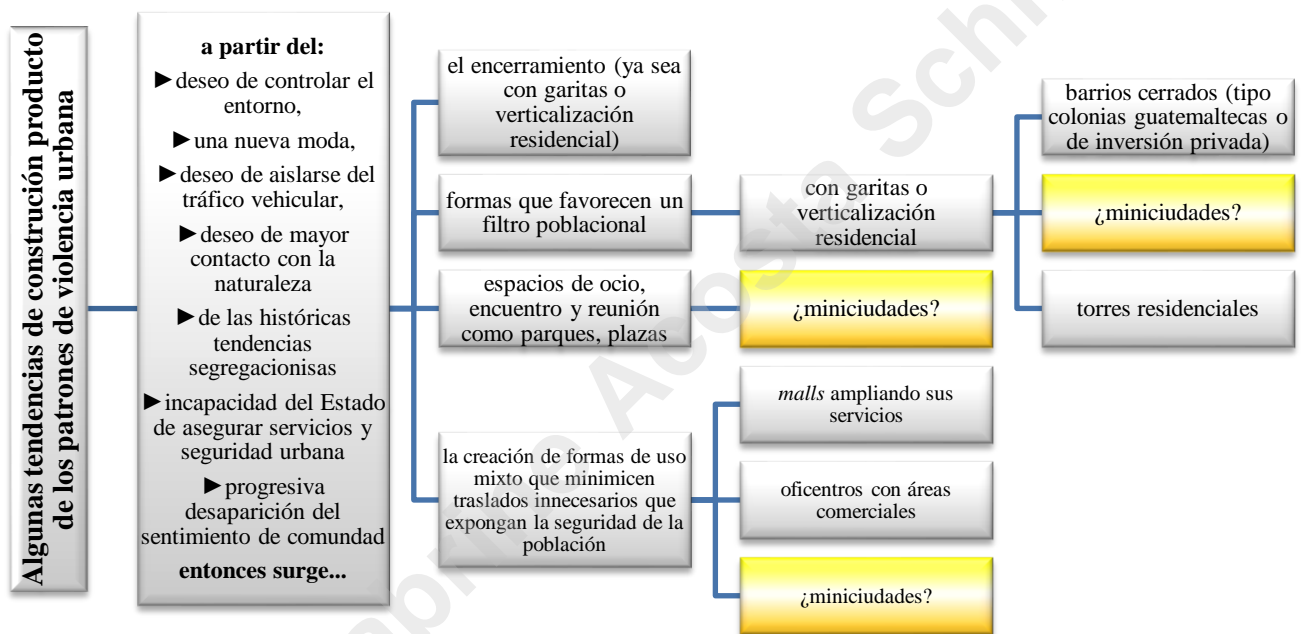 Algunas tendencias de construción producto
de los patrones de violencia urbana
a partir del:
►deseo de controlar el
entorno,
►una nueva moda,
►deseo de aislarse del
tráfico vehicular,
►deseo de mayor
contacto con la
naturaleza
►de las históricas
tendencias
segregacionisas
►incapacidad del Estado
de asegurar servicios y
seguridad urbana
►progresiva
desaparición del
sentimiento de comundad
entonces surge...
el encerramiento (ya sea
con garitas o
verticalización
residencial)
formas que favorecen un
filtro poblacional
con garitas o
verticalización
residencial
barrios cerrados (tipo
colonias guatemaltecas o
de inversión privada)
¿miniciudades?
torres residenciales
espacios de ocio,
encuentro y reunión
como parques, plazas
¿miniciudades?
la creación de formas de uso
mixto que minimicen
traslados innecesarios que
expongan la seguridad de la
población
malls ampliando sus
servicios
oficentros con áreas
comerciales
¿miniciudades?